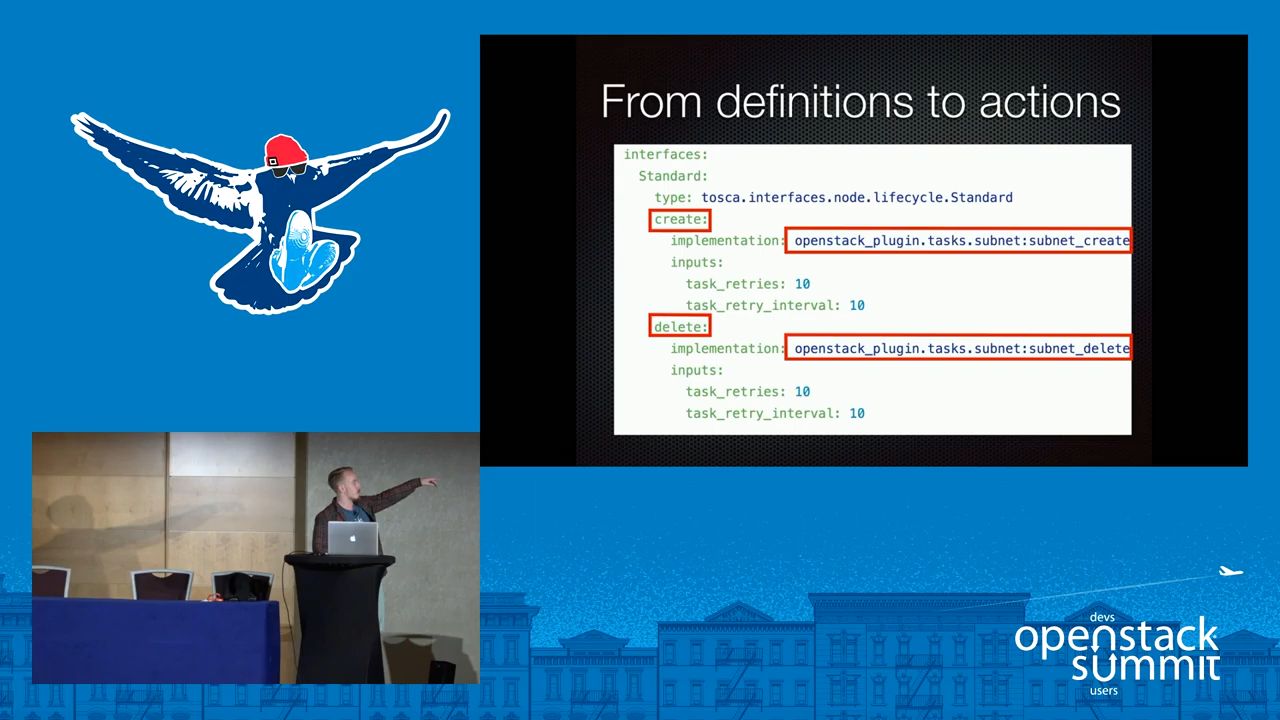 From definitions to actions
interfaces:
Standard:
type: tosca.interfaces.node.lifecycle.Standard
create:
implementation: openstack_plugin.tasks.subnet:subnet_create
inputs:
task_retries: 10
task_retry_interval: 10
delete:
implementation: openstack_plugin.tasks.subnet:subnet_delete
inputs:
task_retries: 10
task_retry_interval: 10
devs
openstack
summit
users